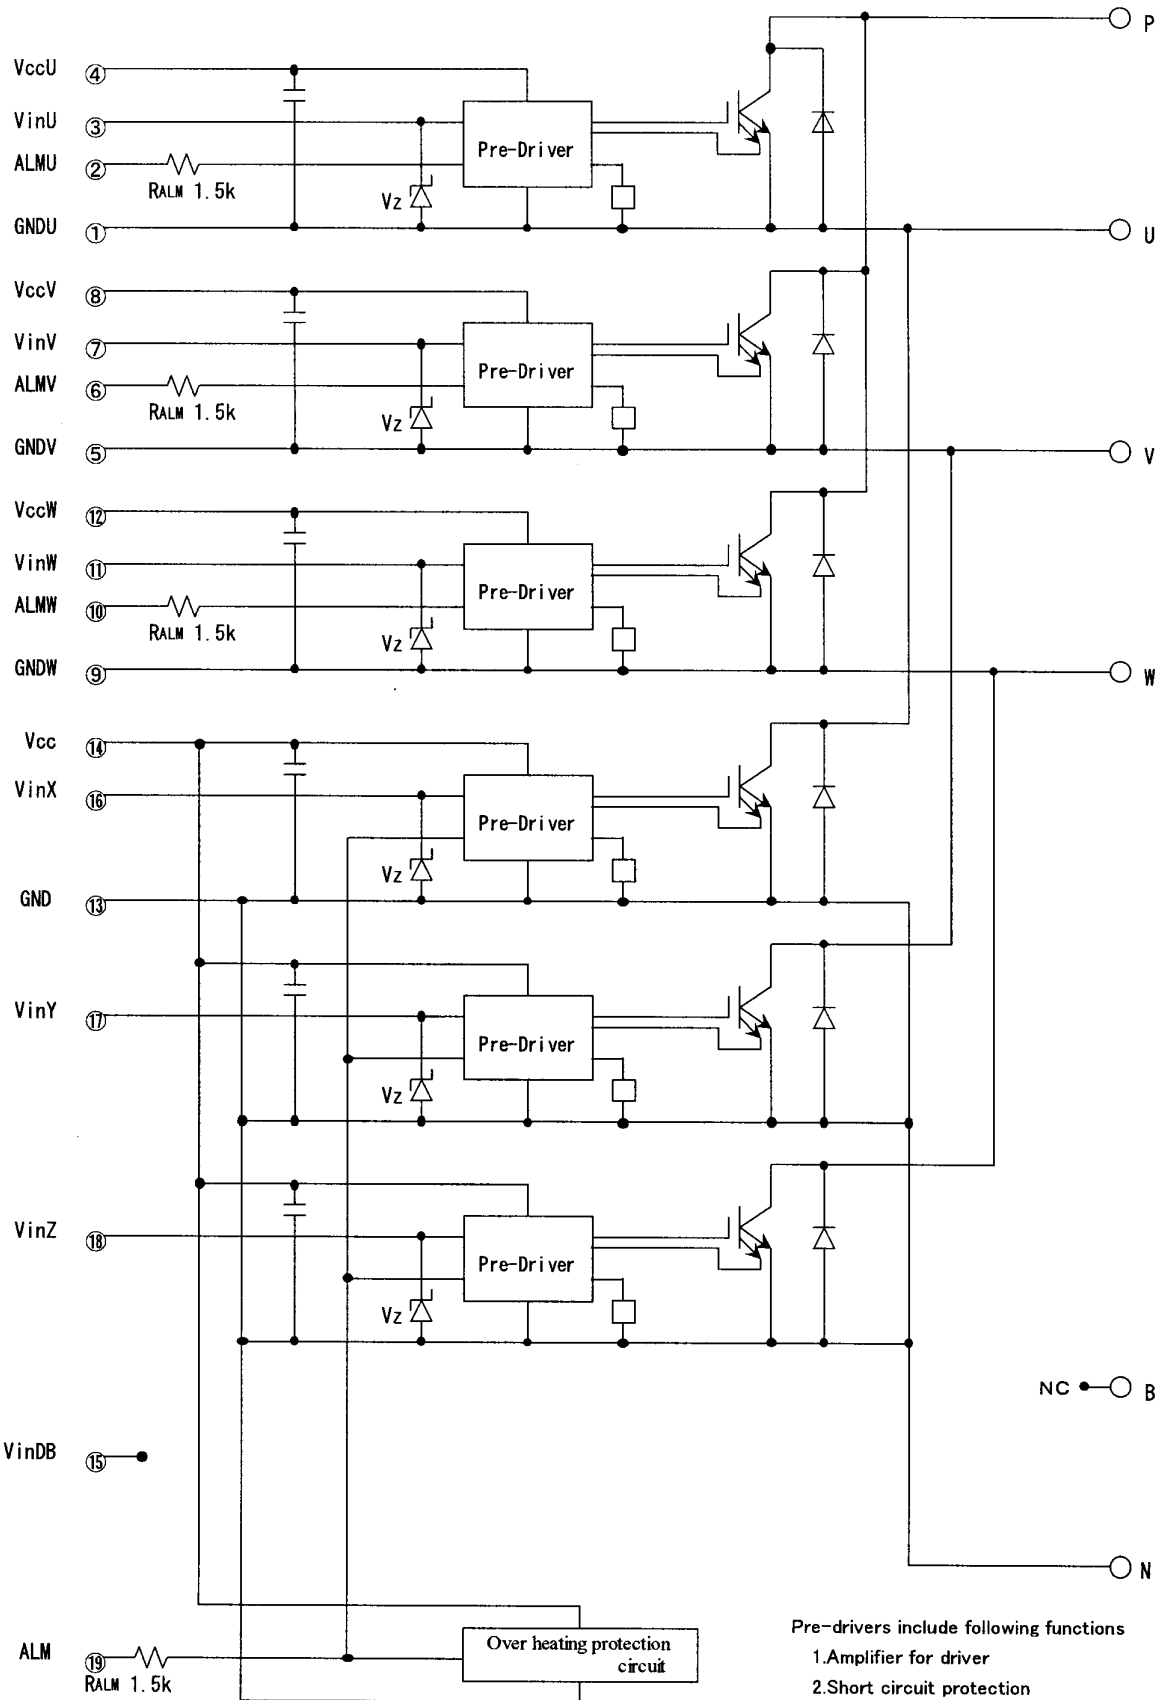 P
VccU ④
VinU ③
Pre-Driver
ALMU ②
RALM 1.5k
Vz
GNDU ①
U
VccV ⑧
VinV ⑦
Pre-Driver
ALMV ⑥
RALM 1.5k
Vz
GNDV ⑤
V
VccW ⑫
VinW ⑪
Pre-Driver
ALMW ⑩
RALM 1.5k
Vz
GNDW ⑨
W
Vcc ⑭
VinX ⑯
Pre-Driver
Vz
GND ⑬
VinY ⑰
Pre-Driver
Vz
VinZ ⑱
Pre-Driver
Vz
NC B
VinDB ⑮
N
ALM ⑲
RALM 1.5k
Over heating protection
circuit
Pre-drivers include following functions
1.Amplifier for driver
2.Short circuit protection